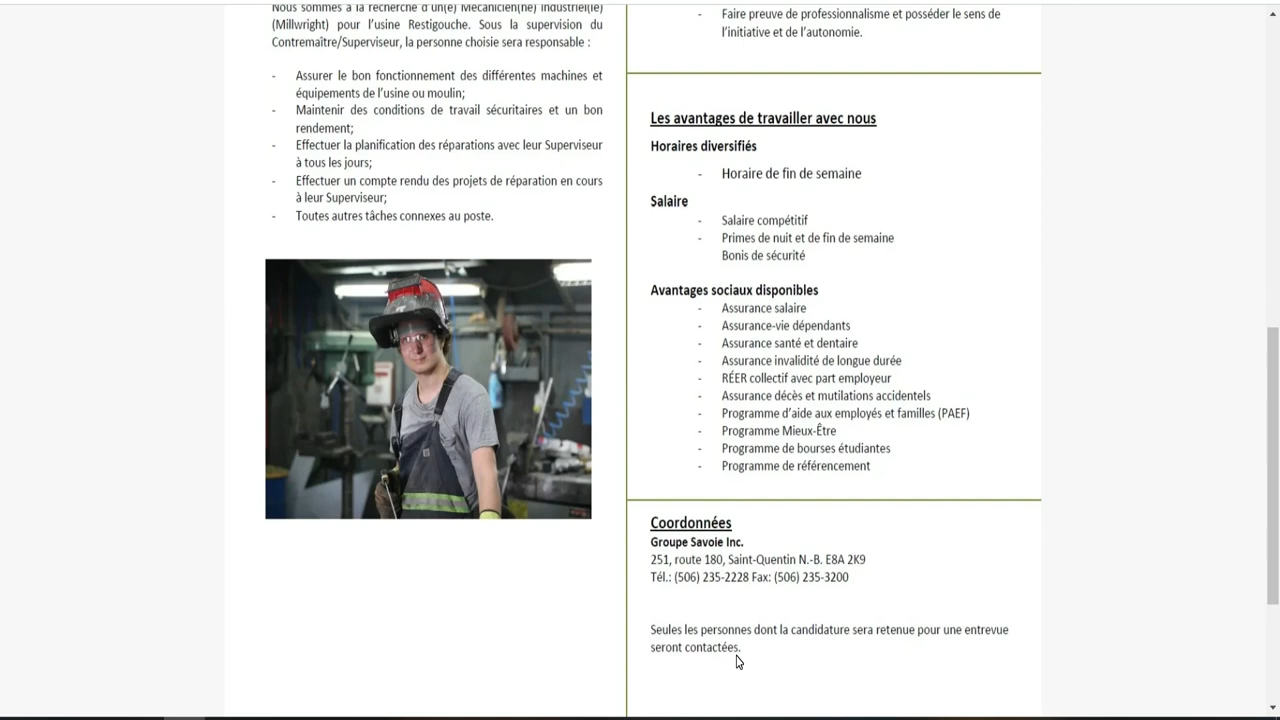 Nous sommes à la recherche d'un(e) Mécanicien(ne) Industriel(le)
(Millwright) pour l'usine Restigouche. Sous la supervision du
Contremaître/Superviseur, la personne choisie sera responsable :
- Assurer le bon fonctionnement des différentes machines et
équipements de l'usine ou moulin;
- Maintenir des conditions de travail sécuritaires et un bon
rendement;
- Effectuer la planification des réparations avec leur Superviseur
à tous les jours;
- Effectuer un compte rendu des projets de réparation en cours
à leur Superviseur;
- Toutes autres tâches connexes au poste.
- Faire preuve de professionnalisme et posséder le sens de
l'initiative et de l'autonomie.
Les avantages de travailler avec nous
Horaires diversifiés
- Horaire de fin de semaine
Salaire
- Salaire compétitif
- Primes de nuit et de fin de semaine
Bonis de sécurité
Avantages sociaux disponibles
- Assurance salaire
- Assurance-vie dépendants
- Assurance santé et dentaire
- Assurance invalidité de longue durée
- RÉER collectif avec part employeur
- Assurance décès et mutilations accidentels
- Programme d'aide aux employés et familles (PAEF)
- Programme Mieux-Être
- Programme de bourses étudiantes
- Programme de référencement
Coordonnées
Groupe Savoie Inc.
251, route 180, Saint-Quentin N.-B. E8A 2K9
Tél.: (506) 235-2228 Fax: (506) 235-3200
Seules les personnes dont la candidature sera retenue pour une entrevue
seront contactées.